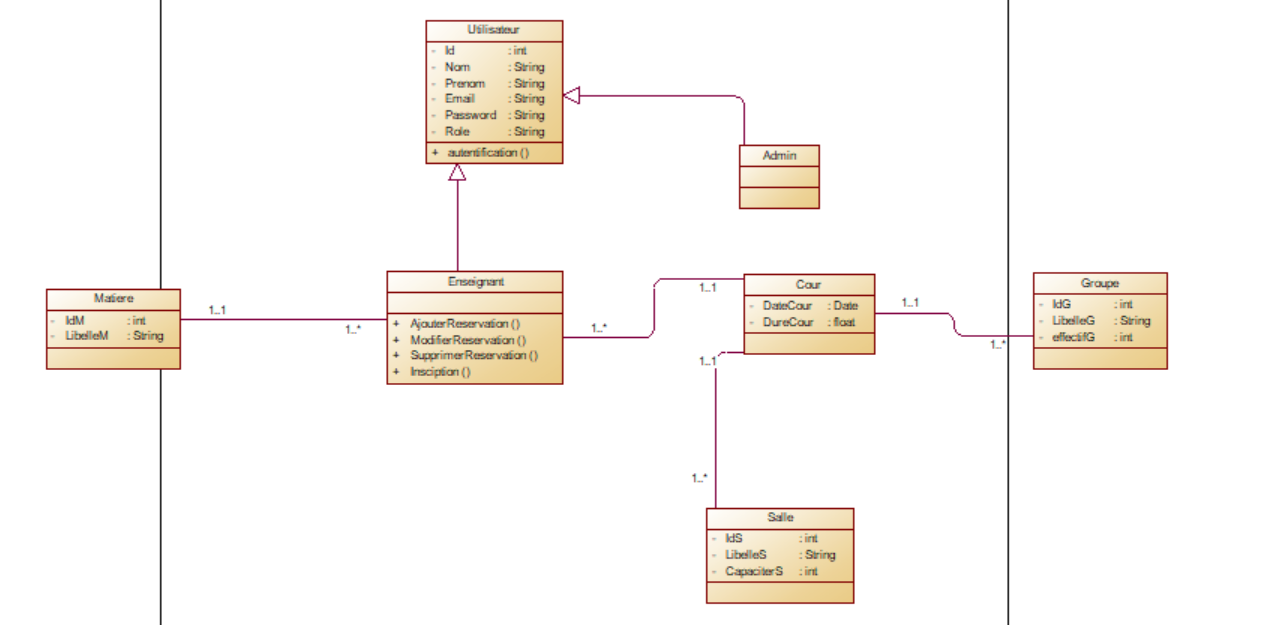 Utilisateur
- Id : int
- Nom : String
- Prenom : String
- Email : String
- Password : String
- Role : String
+ autentification ()
Admin
Matiere
- IdM : int
- LibelleM : String
1..1
1..*
Enseignant
+ AjouterReservation ()
+ ModifierReservation ()
+ SupprimerReservation ()
+ Insciption ()
1..*
1..1
Cour
- DateCour : Date
- DureCour : float
1..1
1..*
Groupe
- IdG : int
- LibelleG : String
- effectifG : int
1..1
1..*
Salle
- IdS : int
- LibelleS : String
- CapaciterS : int